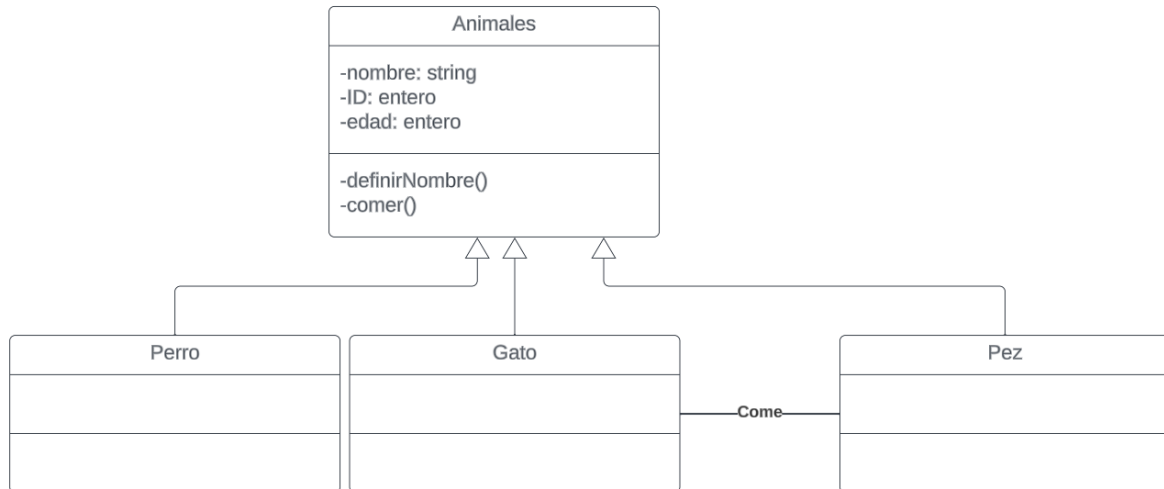 Animales
-nombre: string
-ID: entero
-edad: entero
-definirNombre()
-comer()
Perro
Gato
Pez
Come